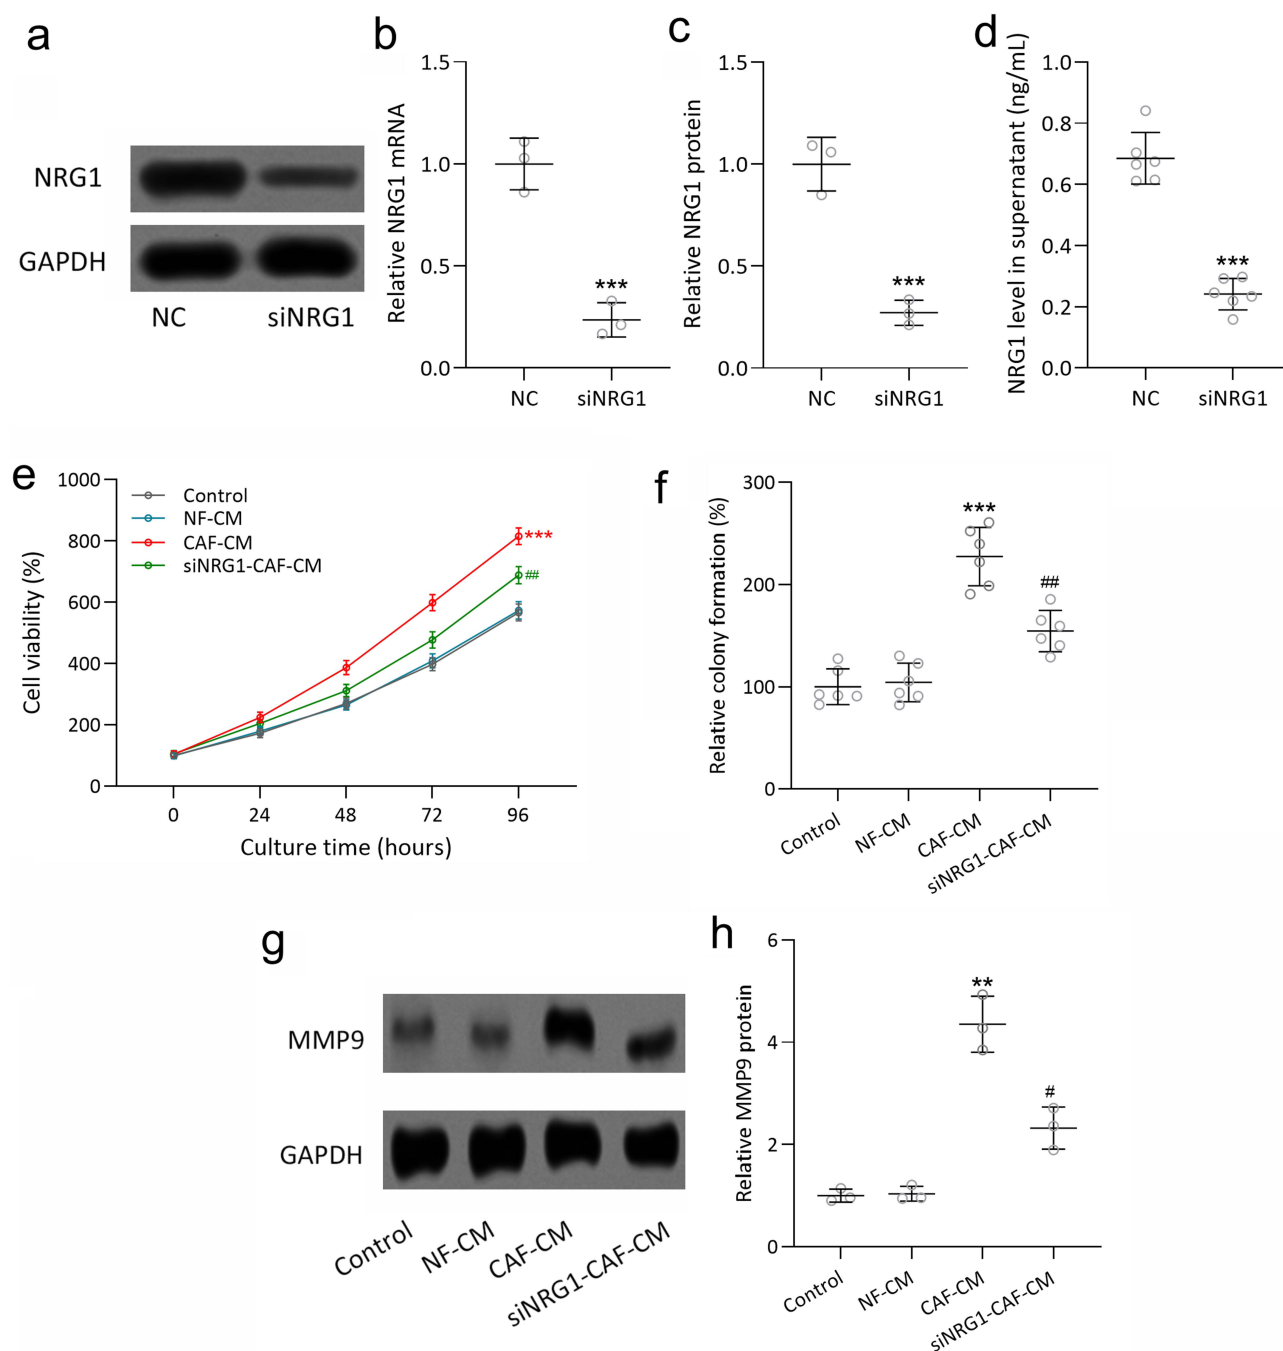 a
NRG1
GAPDH
NC siNRG1
b
Relative NRG1 mRNA
1.5
1.0
0.5
0.0
***
NC siNRG1
c
Relative NRG1 protein
1.5
1.0
0.5
0.0
***
NC siNRG1
d
NRG1 level in supernatant (ng/mL)
1.0
0.8
0.6
0.4
0.2
0.0
***
NC siNRG1
e
Cell viability (%)
1000
800
600
400
200
0
Control
NF-CM
CAF-CM
siNRG1-CAF-CM
***
##
0 24 48 72 96
Culture time (hours)
f
Relative colony formation (%)
300
200
100
0
***
##
Control NF-CM CAF-CM siNRG1-CAF-CM
g
MMP9
GAPDH
Control NF-CM CAF-CM siNRG1-CAF-CM
h
Relative MMP9 protein
6
4
2
0
**
#
Control NF-CM CAF-CM siNRG1-CAF-CM